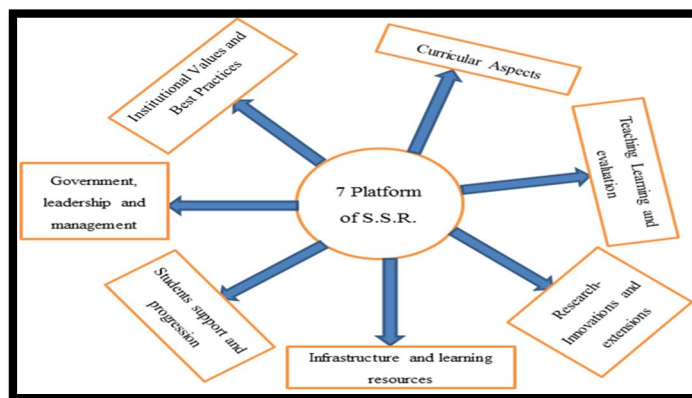 7 Platform
of S.S.R.
Curricular Aspects
Teaching Learning and
evaluation
Research-
Innovations and
extensions
Infrastructure and learning
resources
Students support and
progression
Government,
leadership and
management
Institutional Values and
Best Practices